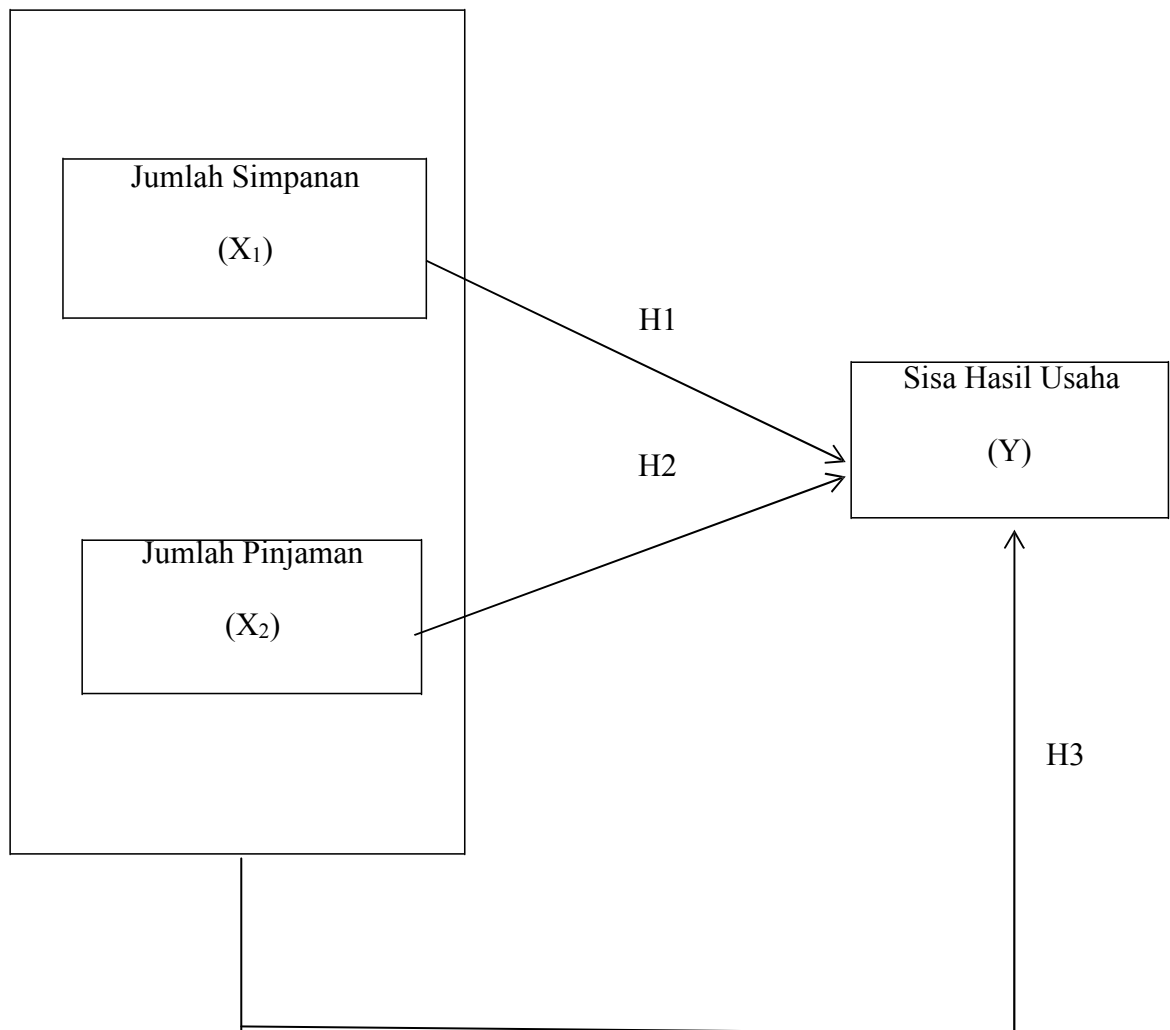 Jumlah Simpanan
(X₁)
H1
Sisa Hasil Usaha
(Y)
H2
Jumlah Pinjaman
(X₂)
H3